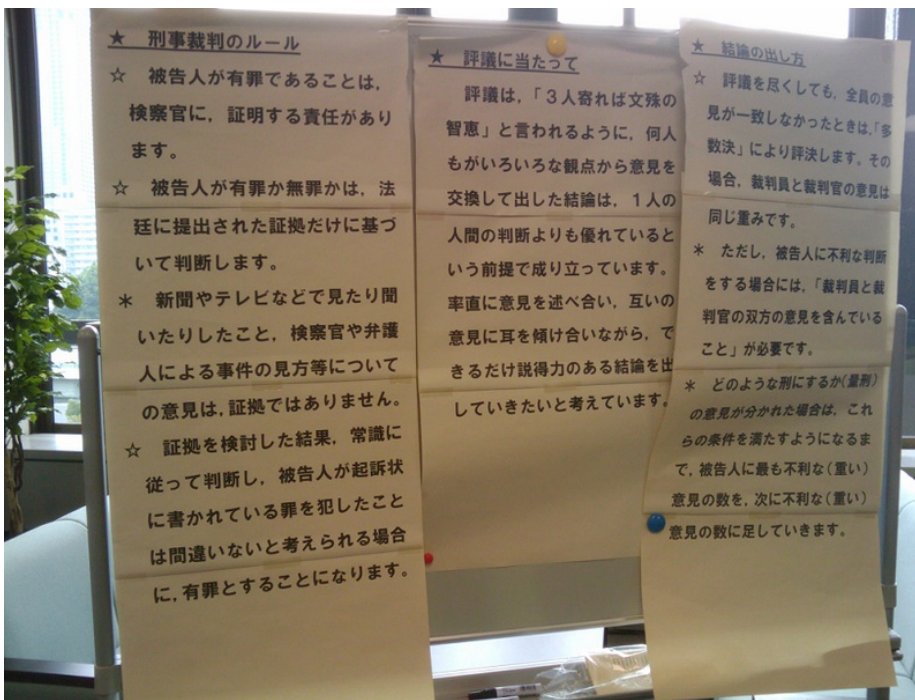 ★ 刑事裁判のルール
☆ 被告人が有罪であることは,
検察官に, 証明する責任があり
ます。
☆ 被告人が有罪か無罪かは, 法
廷に提出された証拠だけに基づ
いて判断します。
＊ 新聞やテレビなどで見たり聞
いたりしたこと, 検察官や弁護
人による事件の見方等について
の意見は, 証拠ではありません。
☆ 証拠を検討した結果, 常識に
従って判断し, 被告人が起訴状
に書かれている罪を犯したこと
は間違いないと考えられる場合
に, 有罪とすることになります。
★ 評議に当たって
評議は,「３人寄れば文殊の
智恵」と言われるように, 何人
もがいろいろな観点から意見を
交換して出した結論は, １人の
人間の判断よりも優れていると
いう前提で成り立っています。
率直に意見を述べ合い, 互いの
意見に耳を傾け合いながら, で
きるだけ説得力のある結論を出
していきたいと考えています。
★ 結論の出し方
☆ 評議を尽くしても, 全員の意
見が一致しなかったときは,「多
数決」により評決します。その
場合, 裁判員と裁判官の意見は
同じ重みです。
＊ ただし, 被告人に不利な判断
をする場合には,「裁判員と裁
判官の双方の意見を含んでいる
こと」が必要です。
＊ どのような刑にするか(量刑)
の意見が分かれた場合は, これ
らの条件を満たすようになるま
で, 被告人に最も不利な(重い)
意見の数を, 次に不利な(重い)
意見の数に足していきます。